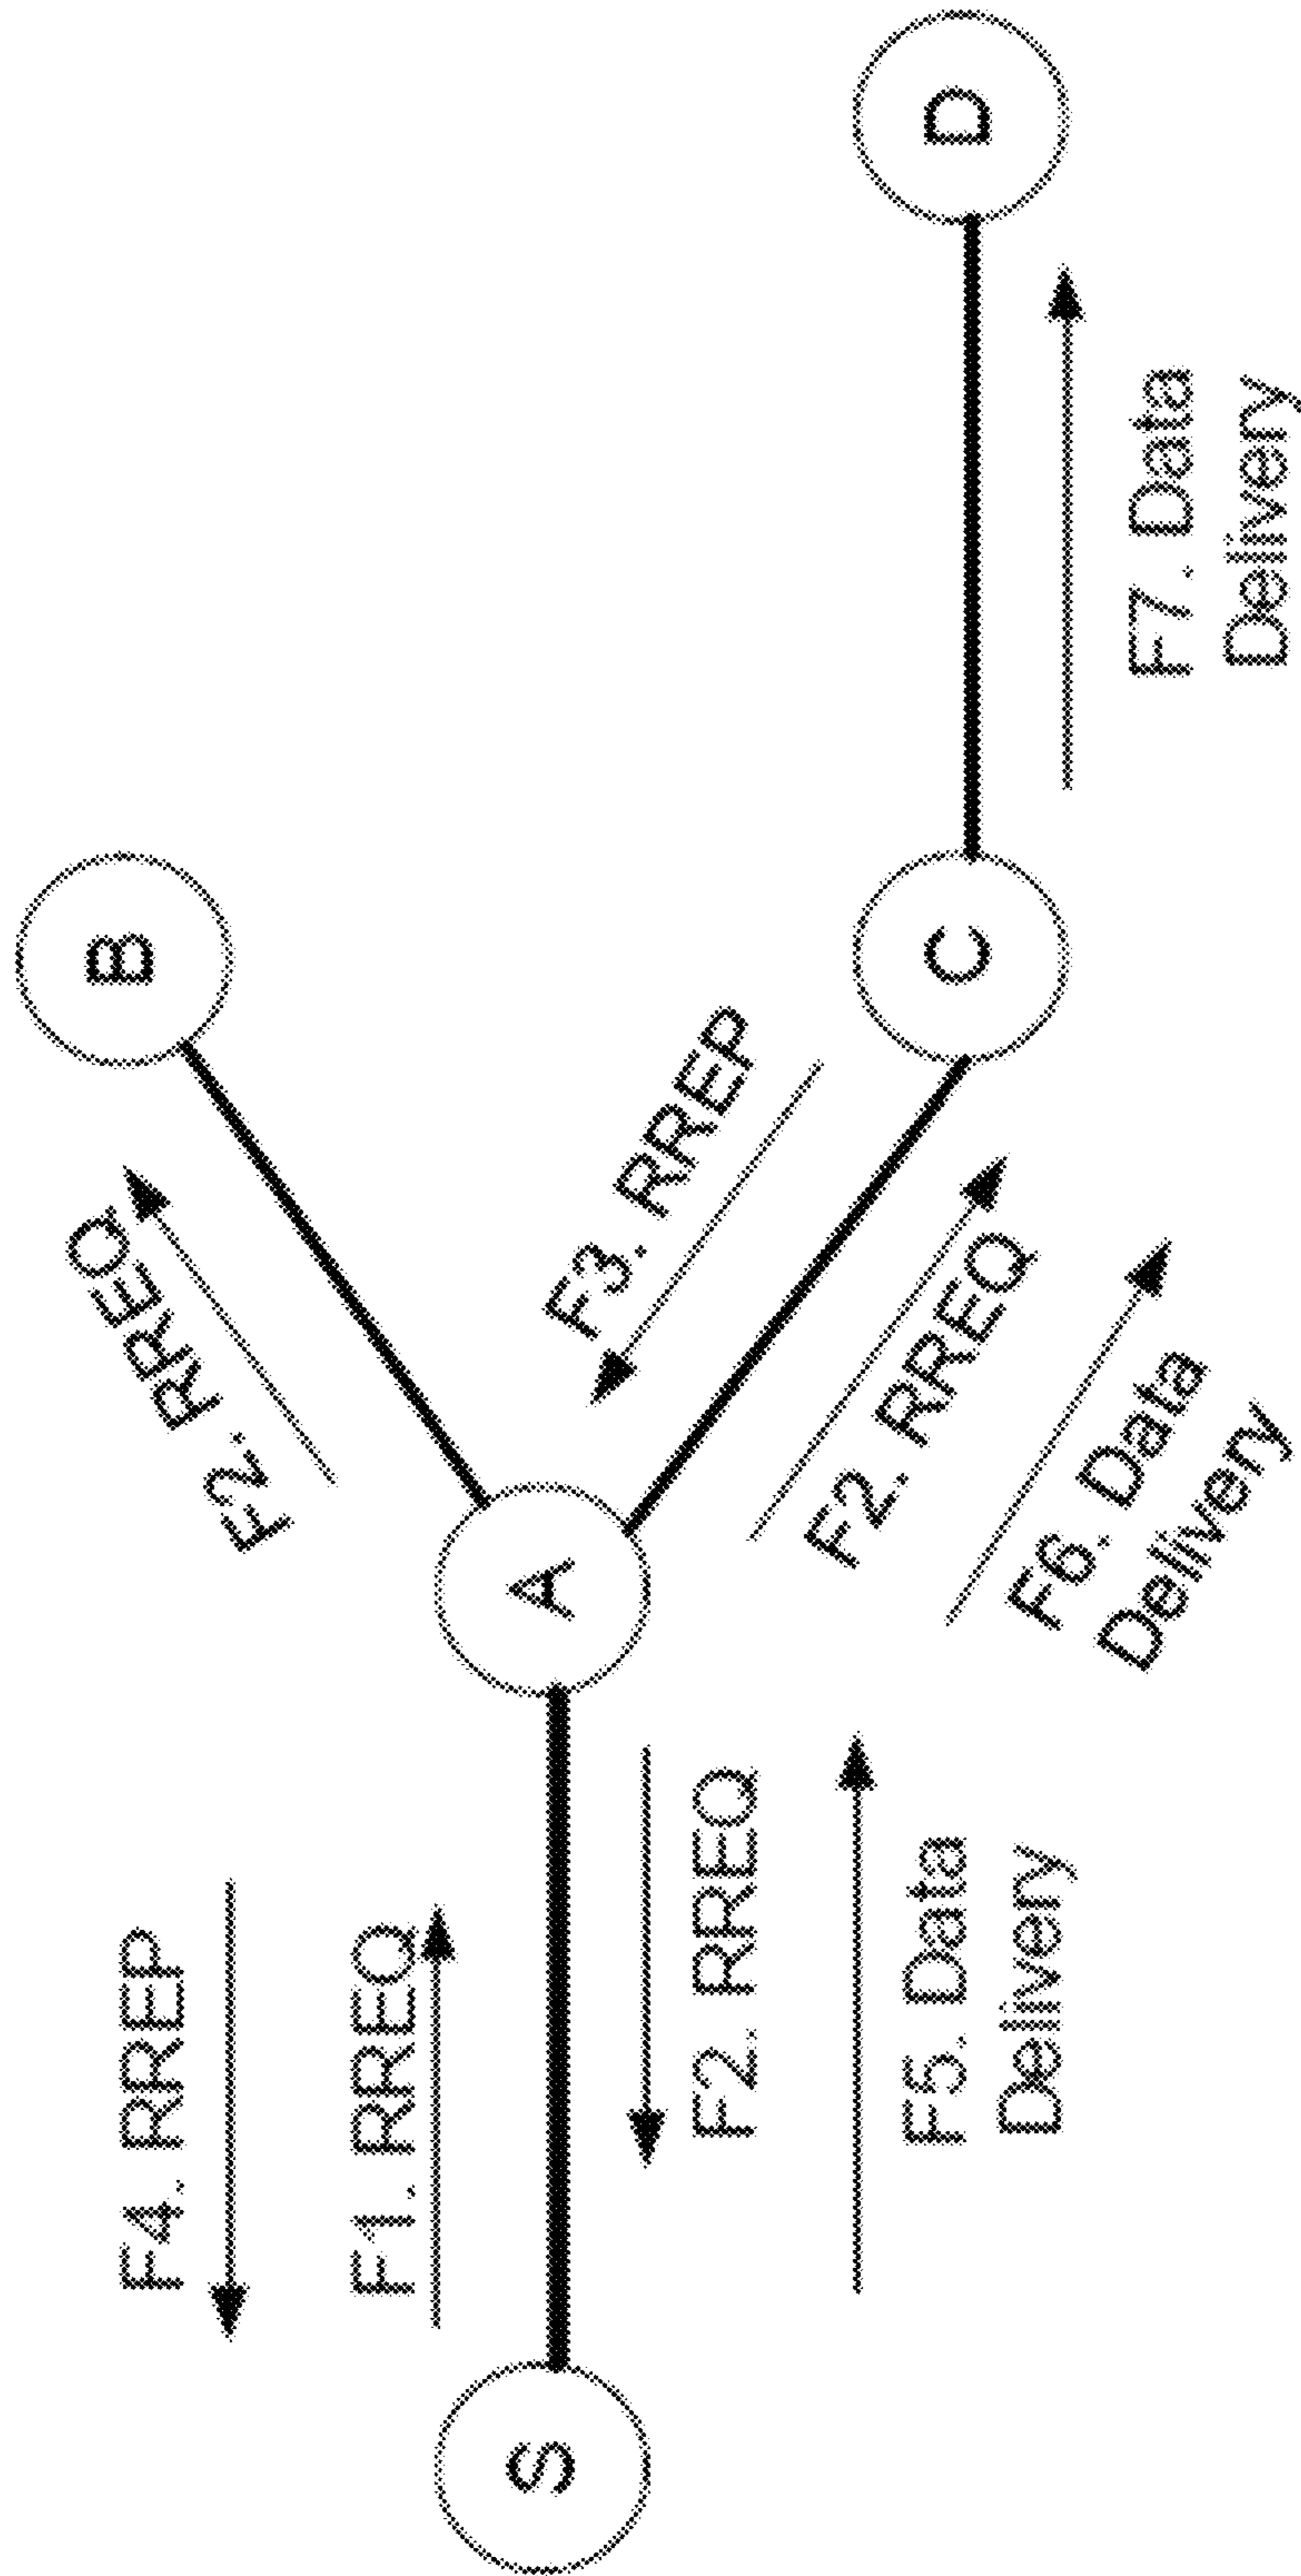 F4. RREP
F1. RREQ
S
F2. RREQ
F5. Data
Delivery
A
F2. RREQ
B
F3. RREP
F2. RREQ
F6. Data
Delivery
C
F7. Data
Delivery
D